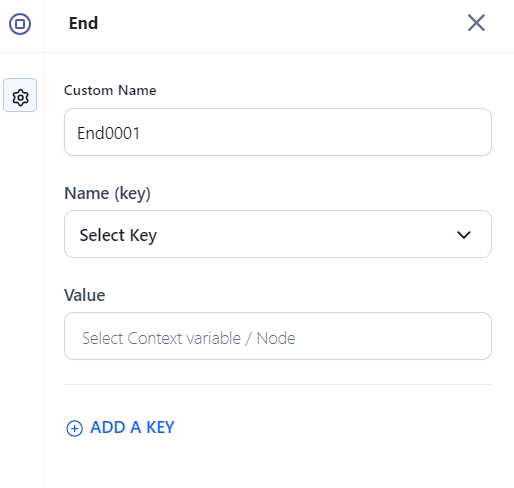 End
Custom Name
End0001
Name (key)
Select Key
Value
Select Context variable / Node
ADD A KEY